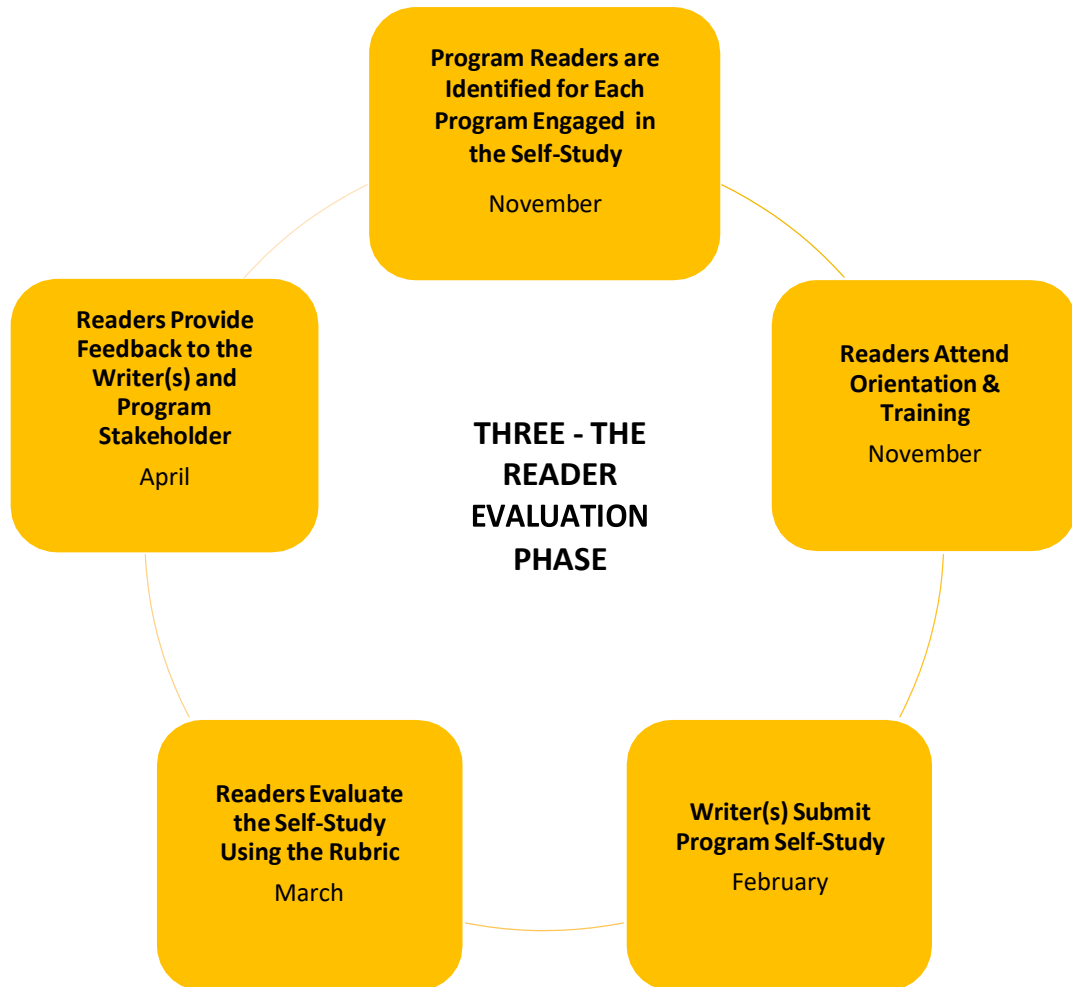 Program Readers are
Identified for Each
Program Engaged in
the Self-Study
November
Readers Attend
Orientation &
Training
November
Writer(s) Submit
Program Self-Study
February
Readers Evaluate
the Self-Study
Using the Rubric
March
Readers Provide
Feedback to the
Writer(s) and
Program
Stakeholder
April
THREE - THE
READER
EVALUATION
PHASE